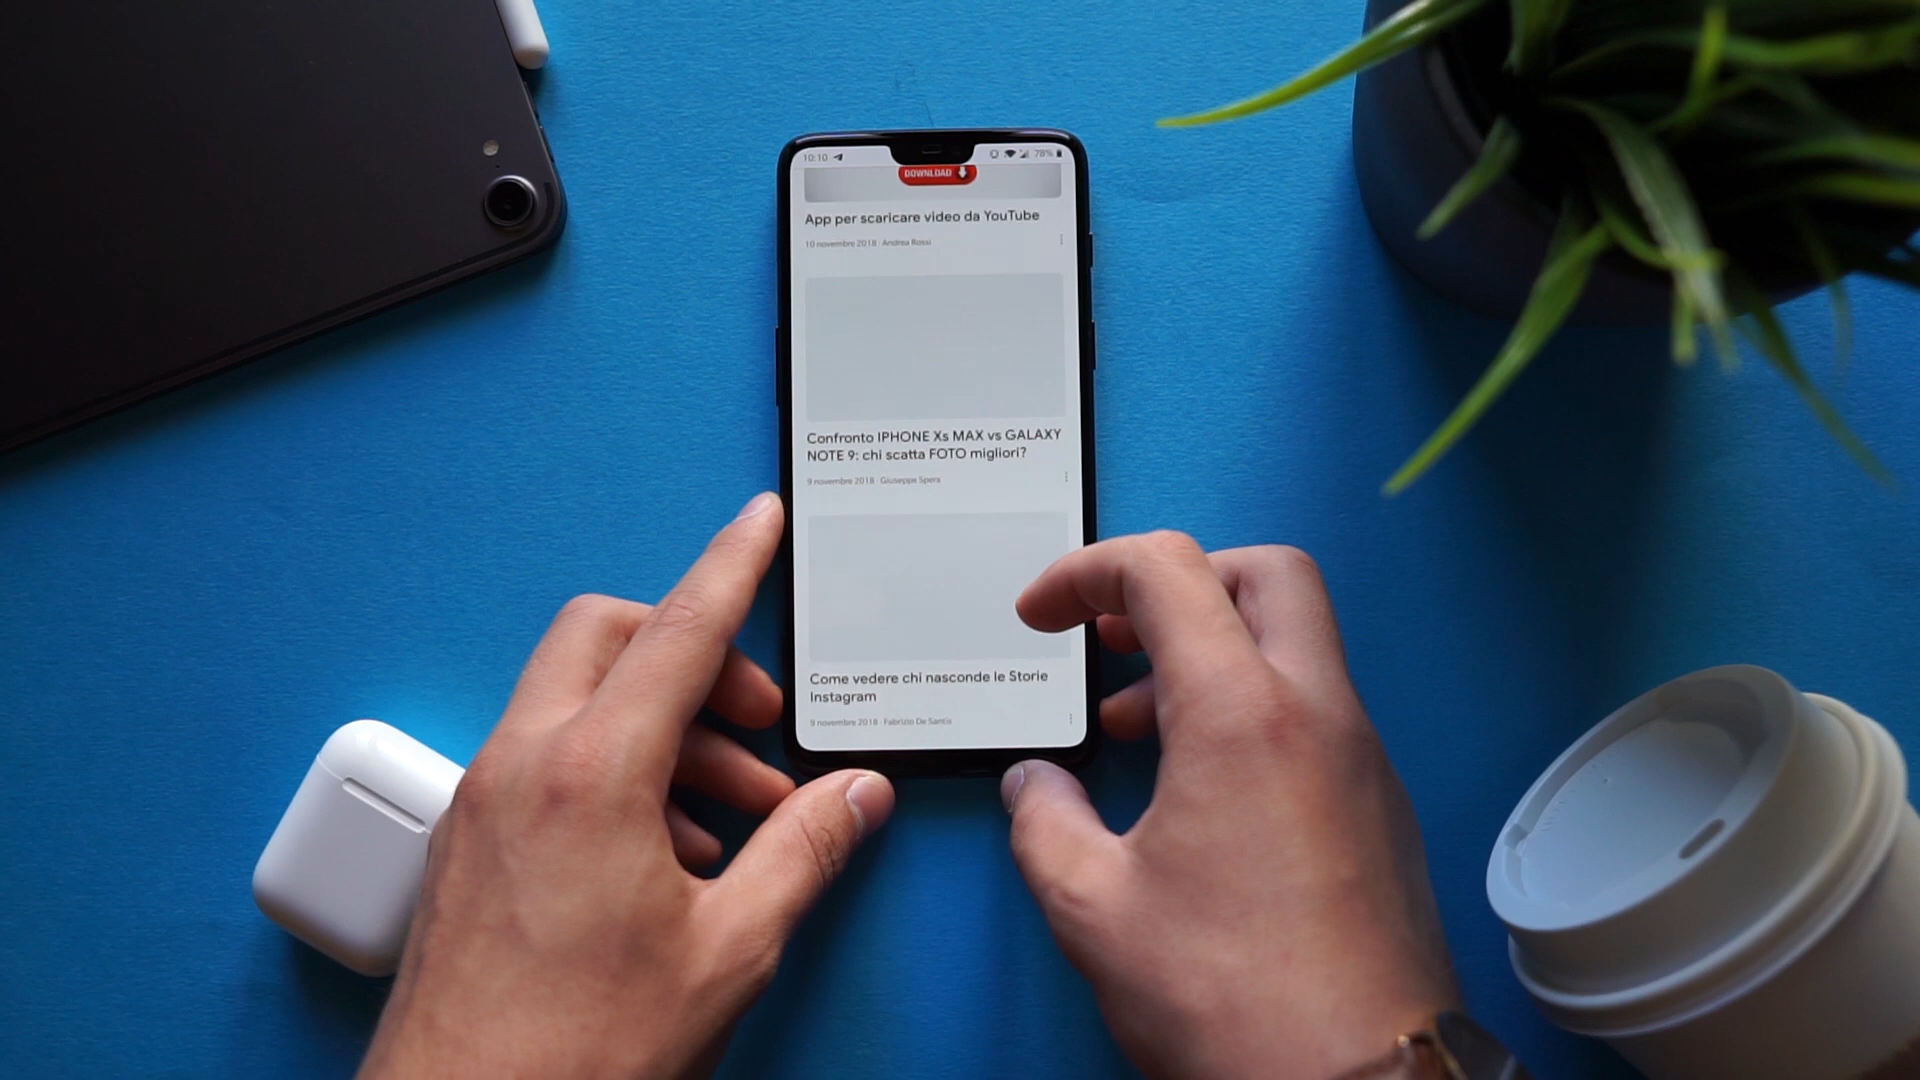 10:10
78%
DOWNLOAD
App per scaricare video da YouTube
10 novembre 2018 · Andrea Rossi
Confronto IPHONE Xs MAX vs GALAXY
NOTE 9: chi scatta FOTO migliori?
9 novembre 2018 · Giuseppe Spera
Come vedere chi nasconde le Storie
Instagram
9 novembre 2018 · Fabrizio De Santis